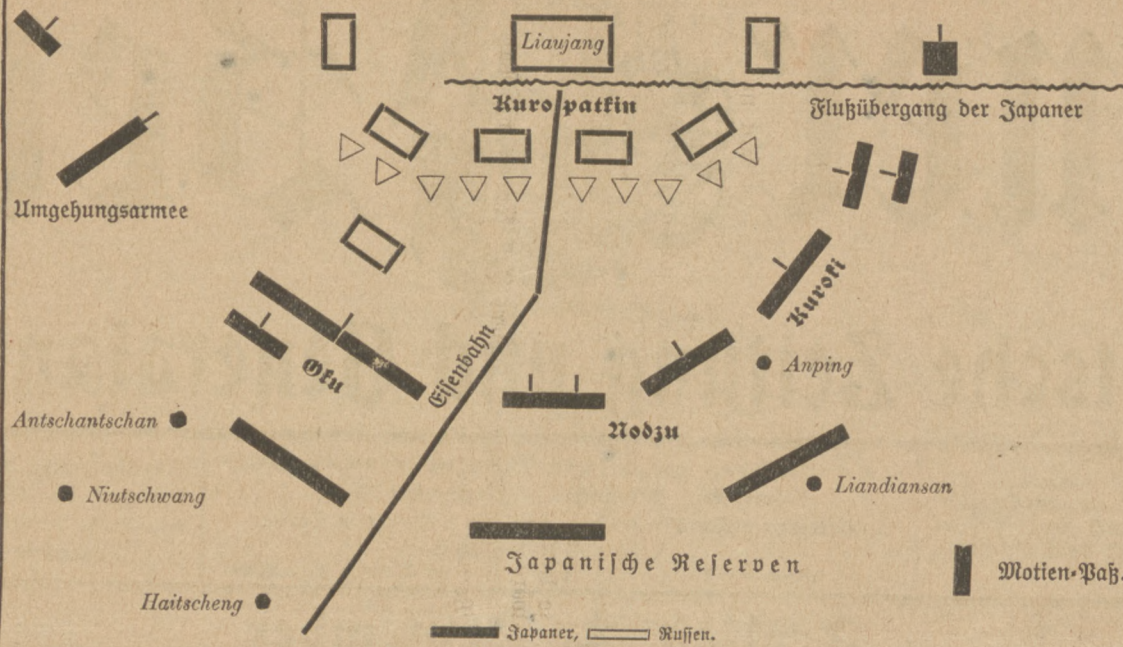 Liaujang
Kuropatkin
Flußübergang der Japaner
Umgehungsarmee
Kuroki
Eisenbahn
Anping
Oku
Antschantschan
Nodzu
Niutschwang
Liandiansan
Japanische Reserven
Motien-Paß.
Haitscheng
Japaner, Russen.